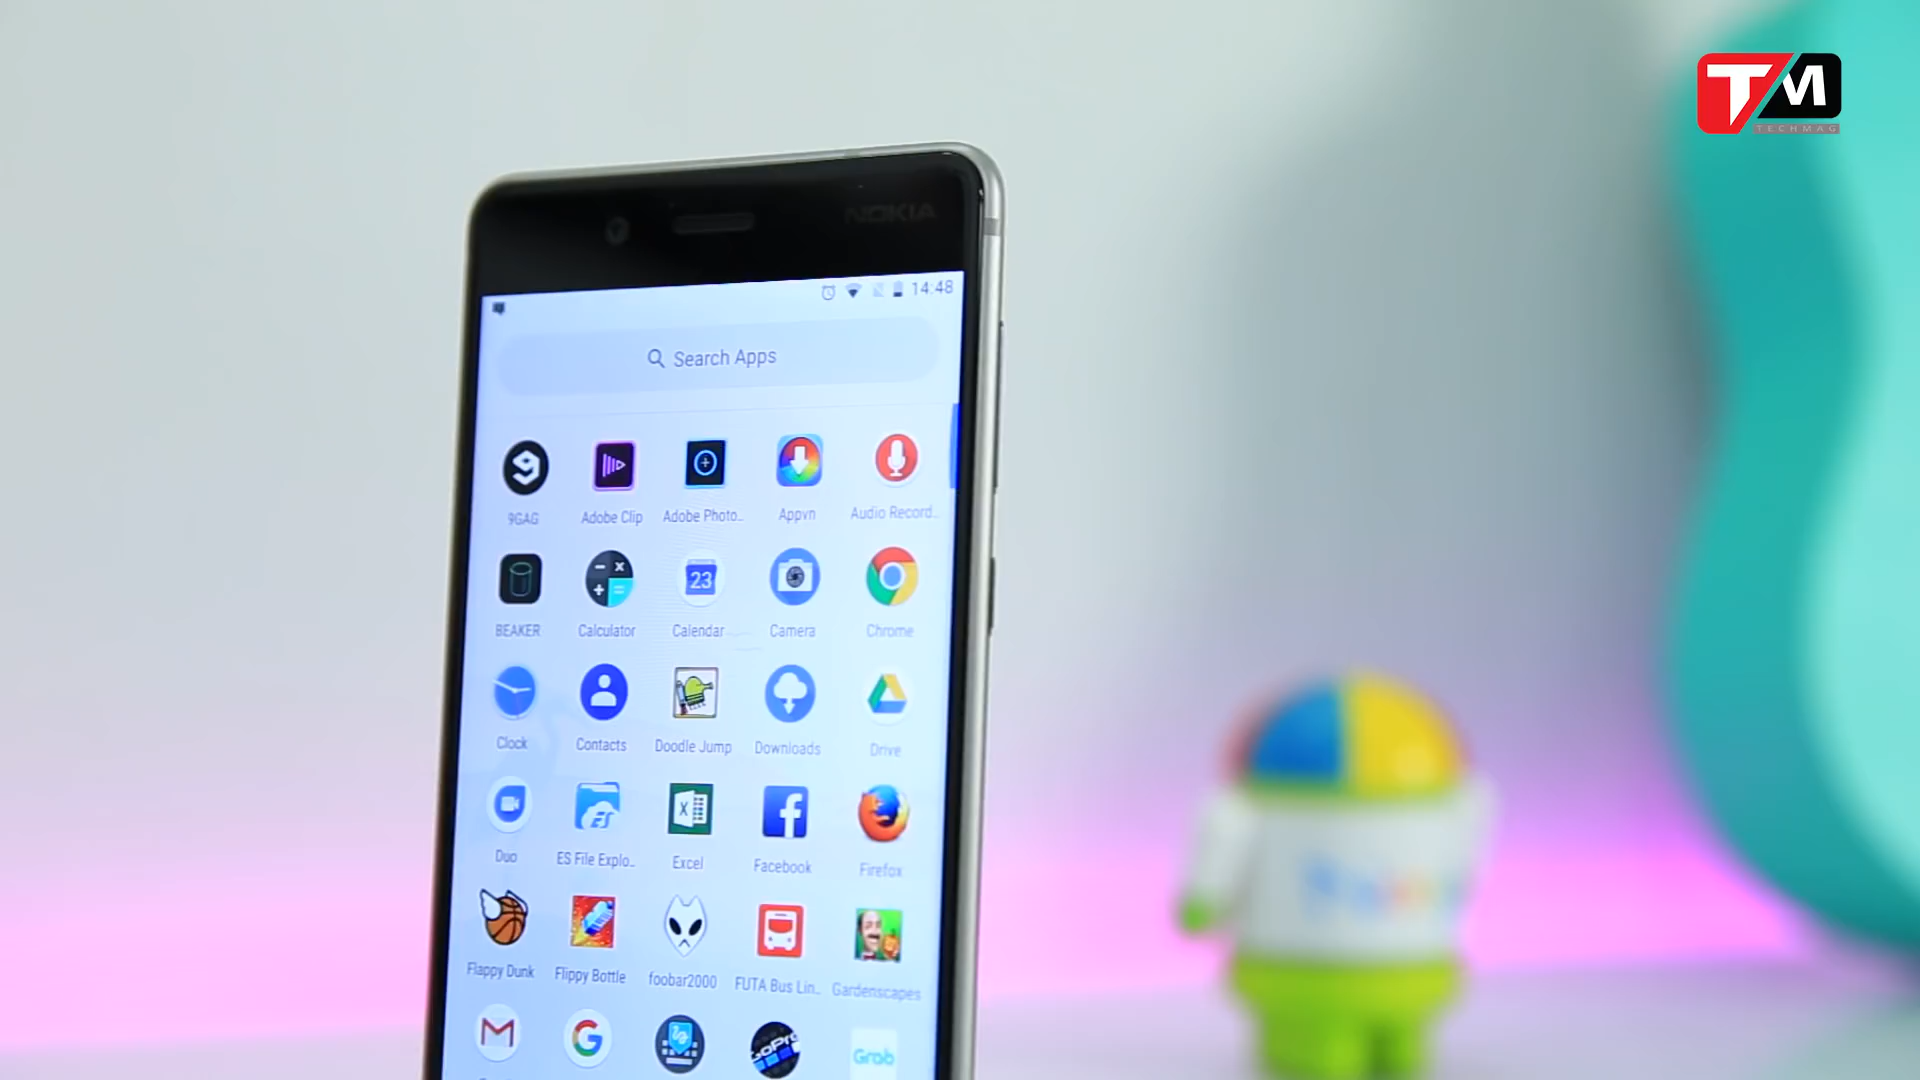 TM
TECHMAG
NOKIA
14:48
Search Apps
9GAG
Adobe Clip
Adobe Photo..
Appvn
Audio Record..
23
BEAKER
Calculator
Calendar
Camera
Chrome
Clock
Contacts
Doodle Jump
Downloads
Drive
Duo
ES File Explo..
Excel
Facebook
Firefox
Flappy Dunk
Flippy Bottle
foobar2000
FUTA Bus Lin..
Gardenscapes
GoPro
Grab